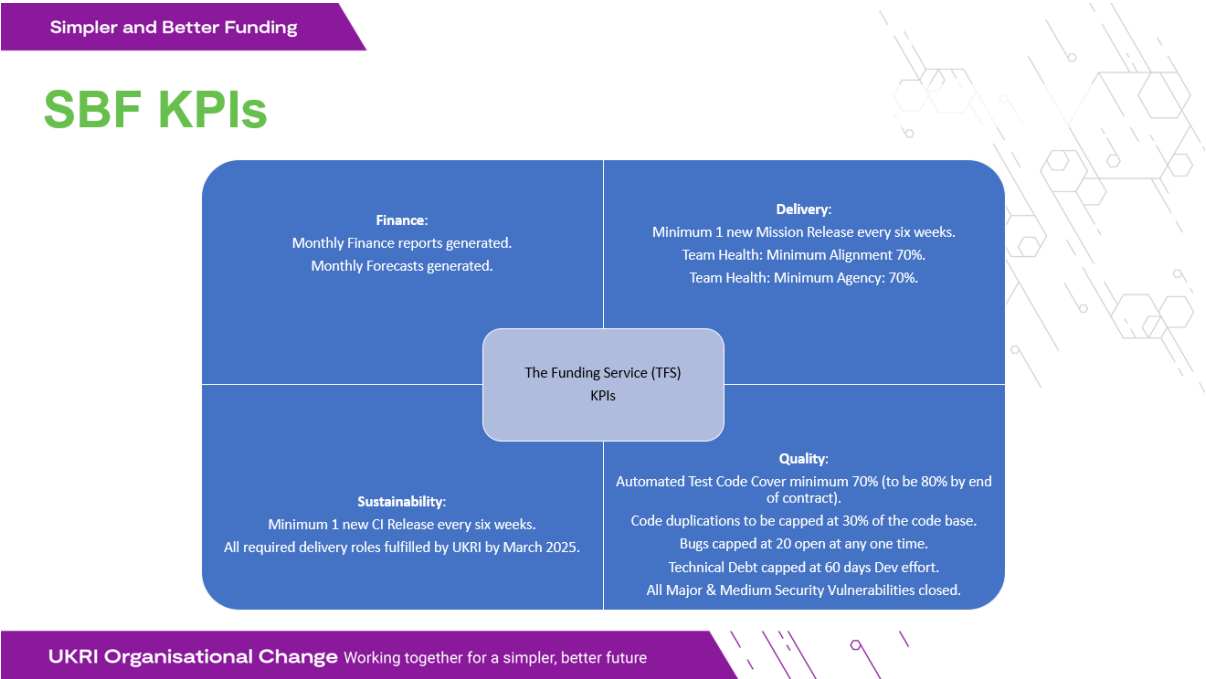 Simpler and Better Funding
SBF KPIs
Finance:
Monthly Finance reports generated.
Monthly Forecasts generated.
Delivery:
Minimum 1 new Mission Release every six weeks.
Team Health: Minimum Alignment 70%.
Team Health: Minimum Agency: 70%.
The Funding Service (TFS)
KPIs
Sustainability:
Minimum 1 new CI Release every six weeks.
All required delivery roles fulfilled by UKRI by March 2025.
Quality:
Automated Test Code Cover minimum 70% (to be 80% by end
of contract).
Code duplications to be capped at 30% of the code base.
Bugs capped at 20 open at any one time.
Technical Debt capped at 60 days Dev effort.
All Major & Medium Security Vulnerabilities closed.
UKRI Organisational Change Working together for a simpler, better future